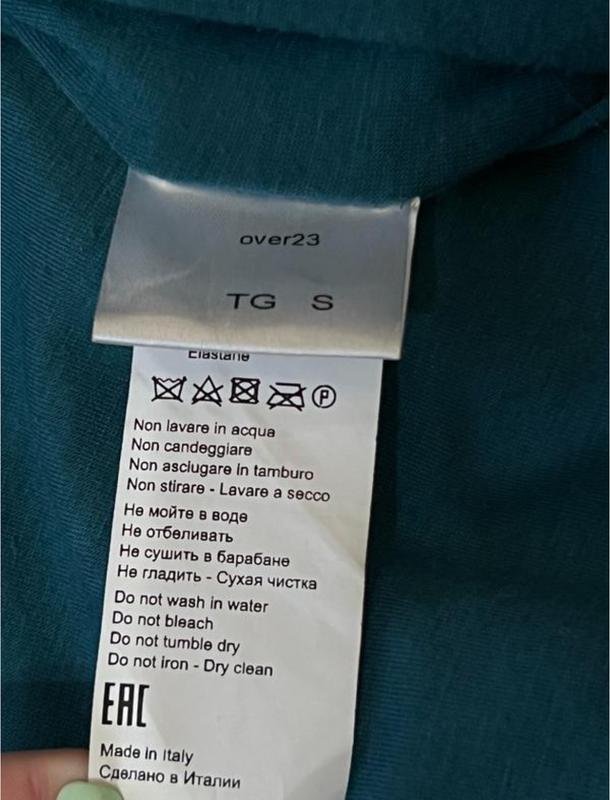 over23
TG S
Elastane
P
Non lavare in acqua
Non candeggiare
Non asciugare in tamburo
Non stirare - Lavare a secco
Не мойте в воде
Не отбеливать
Не сушить в барабане
Не гладить - Сухая чистка
Do not wash in water
Do not bleach
Do not tumble dry
Do not iron - Dry clean
EAC
Made in Italy
Сделано в Италии